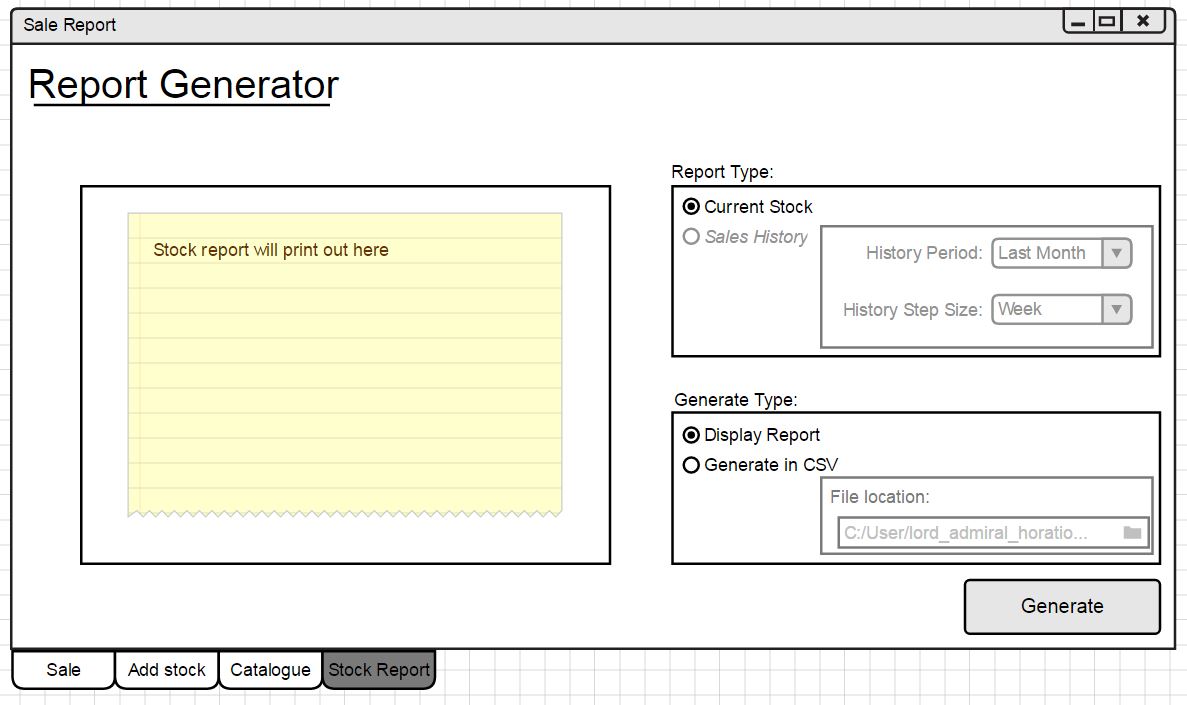 Sale Report
Report Generator
Stock report will print out here
Report Type:
Current Stock
Sales History
History Period: Last Month
History Step Size: Week
Generate Type:
Display Report
Generate in CSV
File location:
C:/User/lord_admiral_horatio...
Generate
Sale Add stock Catalogue Stock Report